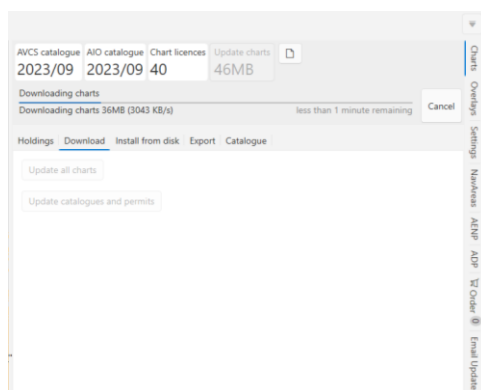 AVCS catalogue AIO catalogue Chart licences Update charts
2023/09 2023/09 40 46MB
Downloading charts
Downloading charts 36MB (3043 KB/s) less than 1 minute remaining
Cancel
Holdings Download Install from disk Export Catalogue
Update all charts
Update catalogues and permits
Charts
Overlays
Settings
NavAreas
AENP
ADP
Order 0
Email Update